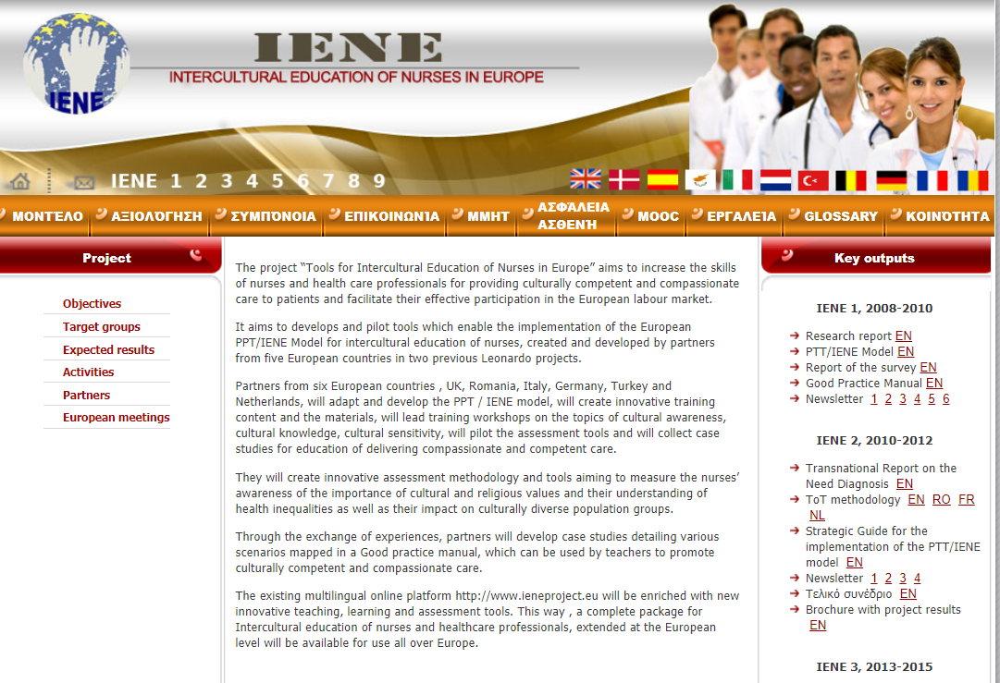 IENE
IENE
INTERCULTURAL EDUCATION OF NURSES IN EUROPE
IENE 1 2 3 4 5 6 7 8 9
ΜΟΝΤΈΛΟ
ΑΞΙΟΛΌΓΗΣΗ
ΣΥΜΠΌΝΟΙΑ
ΕΠΙΚΟΙΝΩΝΊΑ
ΜΜΗΤ
ΑΣΦΆΛΕΙΑ
ΑΣΘΕΝΉ
MOOC
ΕΡΓΑΛΕΊΑ
GLOSSARY
ΚΟΙΝΌΤΗΤΑ
Project
Objectives
Target groups
Expected results
Activities
Partners
European meetings
The project “Tools for Intercultural Education of Nurses in Europe” aims to increase the skills
of nurses and health care professionals for providing culturally competent and compassionate
care to patients and facilitate their effective participation in the European labour market.
It aims to develops and pilot tools which enable the implementation of the European
PPT/IENE Model for intercultural education of nurses, created and developed by partners
from five European countries in two previous Leonardo projects.
Partners from six European countries , UK, Romania, Italy, Germany, Turkey and
Netherlands, will adapt and develop the PPT / IENE model, will create innovative training
content and the materials, will lead training workshops on the topics of cultural awareness,
cultural knowledge, cultural sensitivity, will pilot the assessment tools and will collect case
studies for education of delivering compassionate and competent care.
They will create innovative assessment methodology and tools aiming to measure the nurses’
awareness of the importance of cultural and religious values and their understanding of
health inequalities as well as their impact on culturally diverse population groups.
Through the exchange of experiences, partners will develop case studies detailing various
scenarios mapped in a Good practice manual, which can be used by teachers to promote
culturally competent and compassionate care.
The existing multilingual online platform http://www.ieneproject.eu will be enriched with new
innovative teaching, learning and assessment tools. This way , a complete package for
Intercultural education of nurses and healthcare professionals, extended at the European
level will be available for use all over Europe.
Key outputs
IENE 1, 2008-2010
Research report EN
PTT/IENE Model EN
Report of the survey EN
Good Practice Manual EN
Newsletter 1 2 3 4 5 6
IENE 2, 2010-2012
Transnational Report on the
Need Diagnosis EN
ToT methodology EN RO FR
NL
Strategic Guide for the
implementation of the PTT/IENE
model EN
Newsletter 1 2 3 4
Τελικό συνέδριο EN
Brochure with project results
EN
IENE 3, 2013-2015